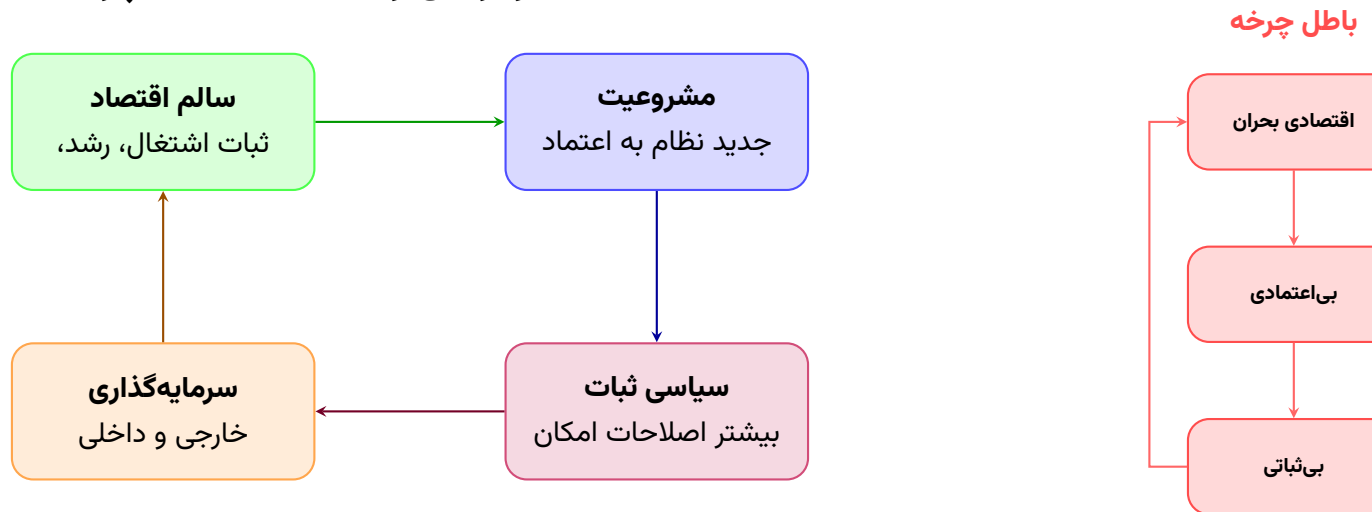 باطل چرخه
اقتصادی بحران
بی‌اعتمادی
بی‌ثباتی
مشروعیت
جدید نظام به اعتماد
سالم اقتصاد
ثبات اشتغال، رشد،
سیاسی ثبات
بیشتر اصلاحات امکان
سرمایه‌گذاری
خارجی و داخلی